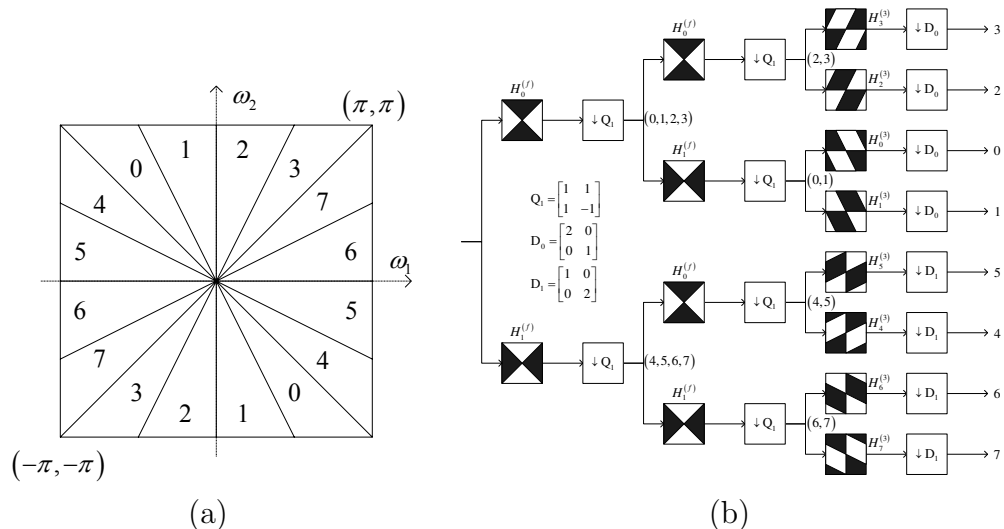 (a)
ω₂
(π, π)
0 1 2 3
4 7
5 6
ω₁
6 5
7 4
3 2 1 0
(−π, −π)
(a)
(b)
H₀^(f) H₃^(3) ↓D₀ 3
↓Q₁ (2,3)
H₂^(3) ↓D₀ 2
H₀^(f) ↓Q₁ (0,1,2,3)
H₁^(f) H₀^(3) ↓D₀ 0
↓Q₁ (0,1)
H₁^(3) ↓D₀ 1
Q₁ = [1 1; 1 −1]
D₀ = [2 0; 0 1]
D₁ = [1 0; 0 2]
H₀^(f) H₅^(3) ↓D₁ 5
↓Q₁ (4,5)
H₄^(3) ↓D₁ 4
H₁^(f) ↓Q₁ (4,5,6,7)
H₁^(f) H₆^(3) ↓D₁ 6
↓Q₁ (6,7)
H₇^(3) ↓D₁ 7
(b)